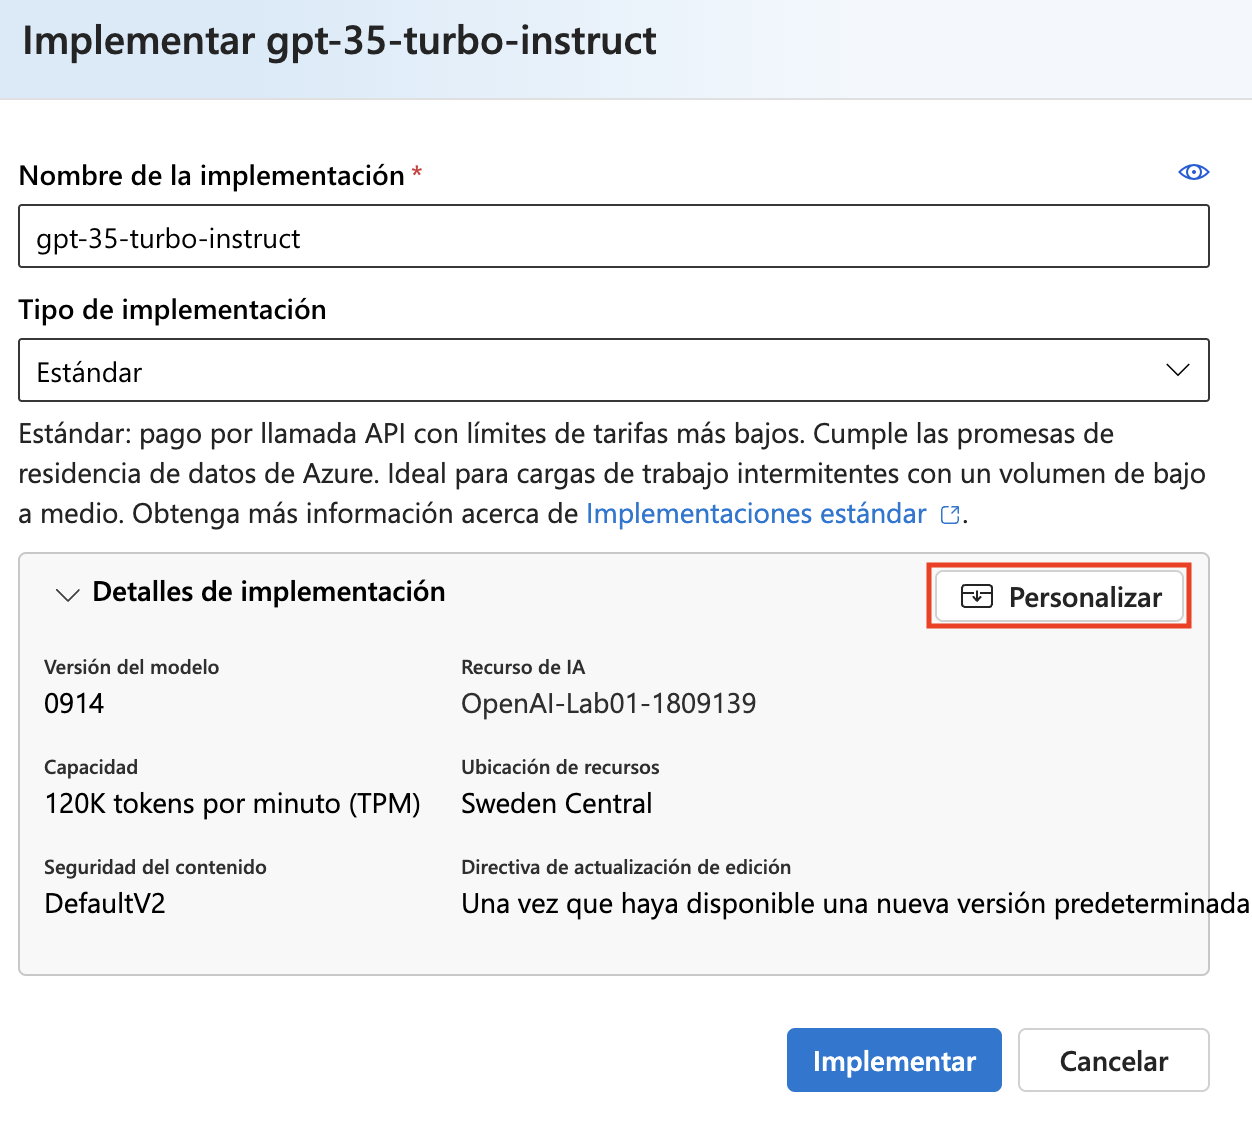 Implementar gpt-35-turbo-instruct
Nombre de la implementación *
gpt-35-turbo-instruct
Tipo de implementación
Estándar
Estándar: pago por llamada API con límites de tarifas más bajos. Cumple las promesas de
residencia de datos de Azure. Ideal para cargas de trabajo intermitentes con un volumen de bajo
a medio. Obtenga más información acerca de Implementaciones estándar .
Detalles de implementación
Personalizar
Versión del modelo
0914
Recurso de IA
OpenAI-Lab01-1809139
Capacidad
120K tokens por minuto (TPM)
Ubicación de recursos
Sweden Central
Seguridad del contenido
DefaultV2
Directiva de actualización de edición
Una vez que haya disponible una nueva versión predeterminada
Implementar
Cancelar